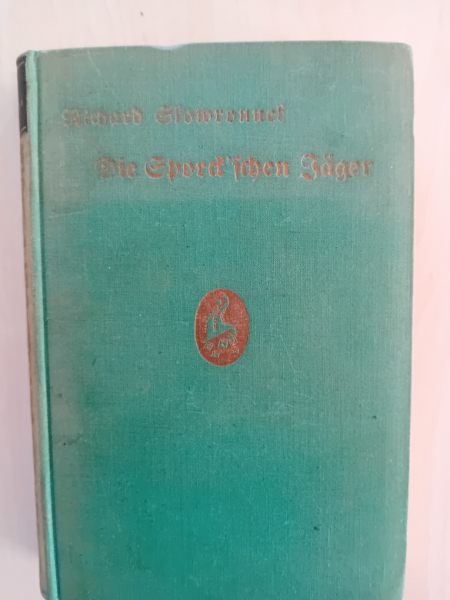 Richard Skowronnek
Die Sporck'schen Jäger